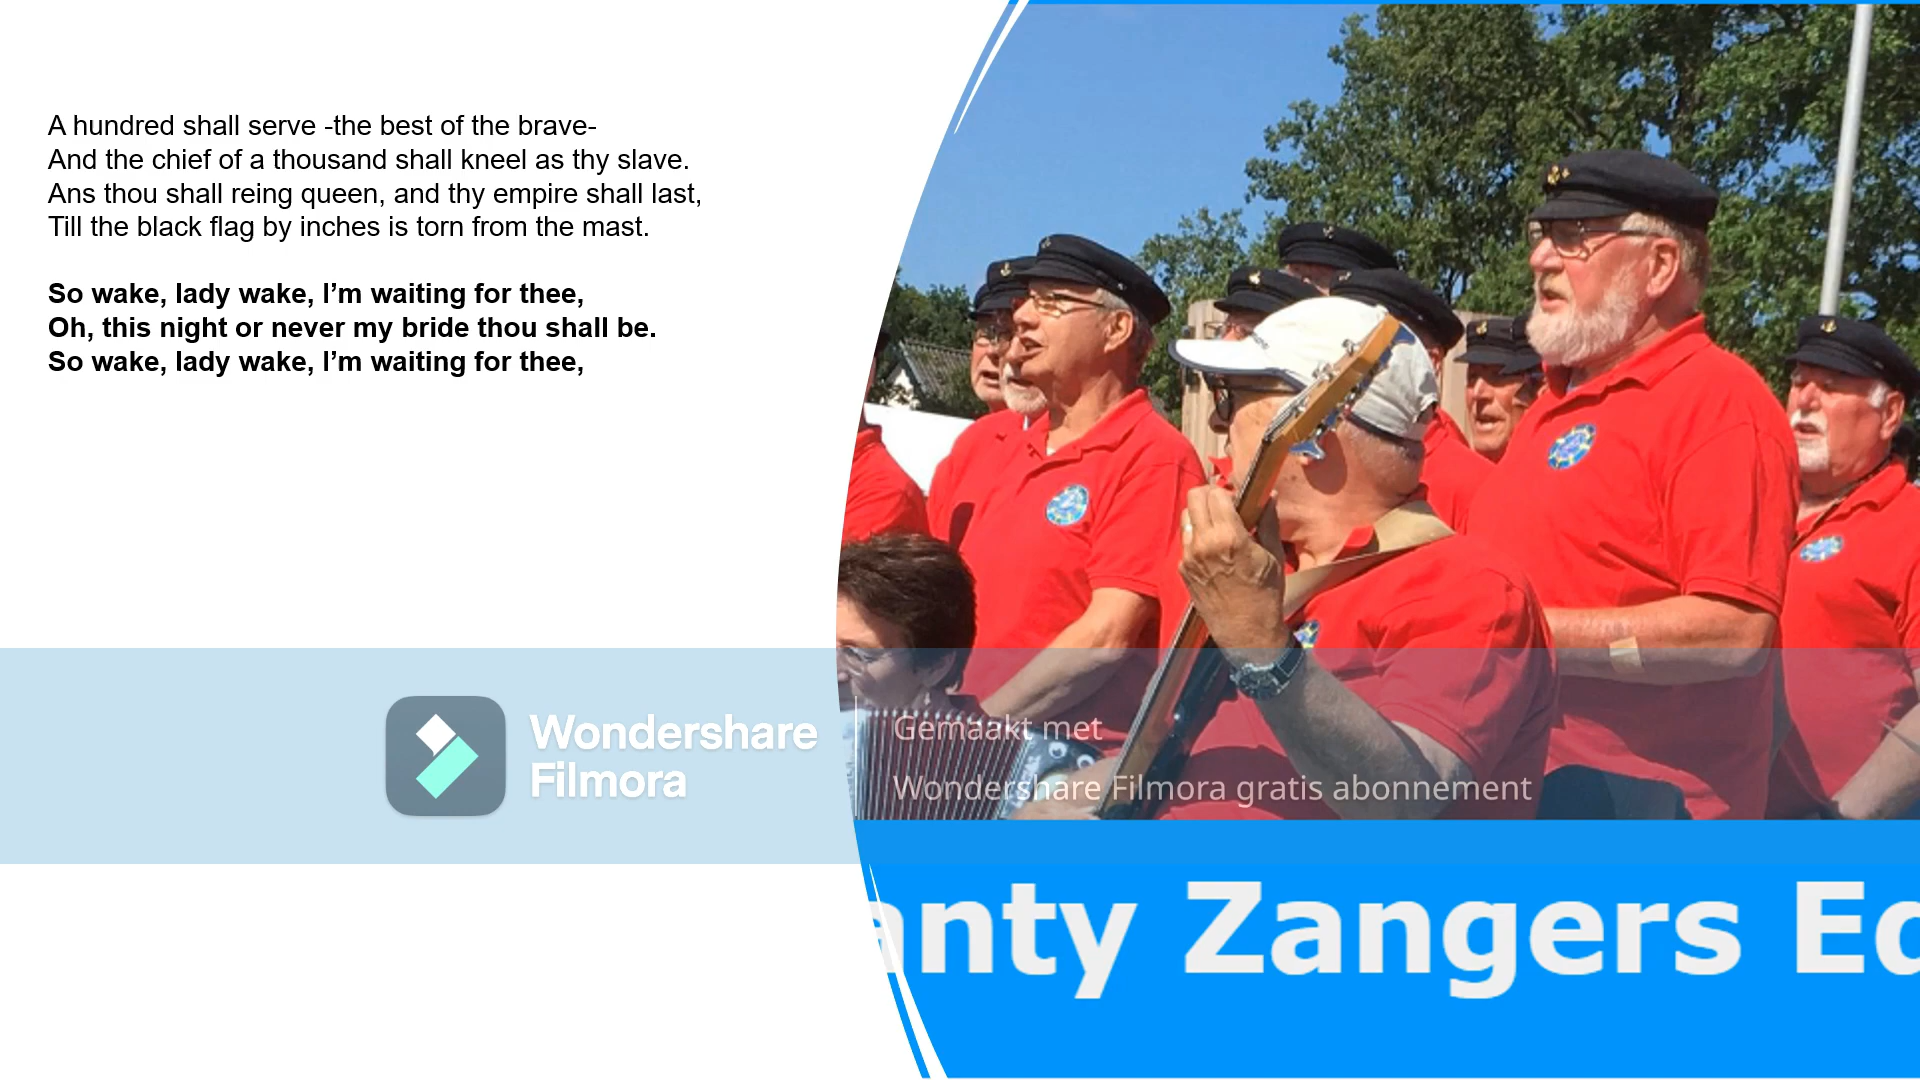 A hundred shall serve -the best of the brave-
And the chief of a thousand shall kneel as thy slave.
Ans thou shall reing queen, and thy empire shall last,
Till the black flag by inches is torn from the mast.
So wake, lady wake, I’m waiting for thee,
Oh, this night or never my bride thou shall be.
So wake, lady wake, I’m waiting for thee,
Wondershare
Filmora
Gemaakt met
Wondershare Filmora gratis abonnement
anty Zangers Ed